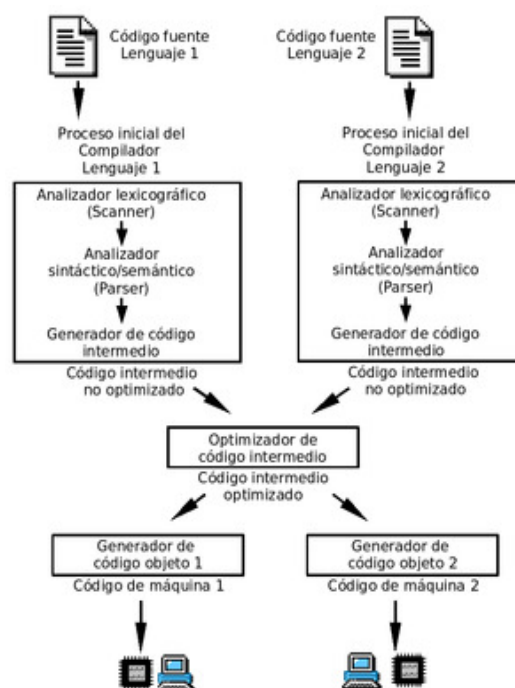 Código fuente
Lenguaje 1
Código fuente
Lenguaje 2
Proceso inicial del
Compilador
Lenguaje 1
Proceso inicial del
Compilador
Lenguaje 2
Analizador lexicográfico
(Scanner)
Analizador
sintáctico/semántico
(Parser)
Generador de código
intermedio
Analizador lexicográfico
(Scanner)
Analizador
sintáctico/semántico
(Parser)
Generador de código
intermedio
Código intermedio
no optimizado
Código intermedio
no optimizado
Optimizador de
código intermedio
Código intermedio
optimizado
Generador de
código objeto 1
Generador de
código objeto 2
Código de máquina 1
Código de máquina 2